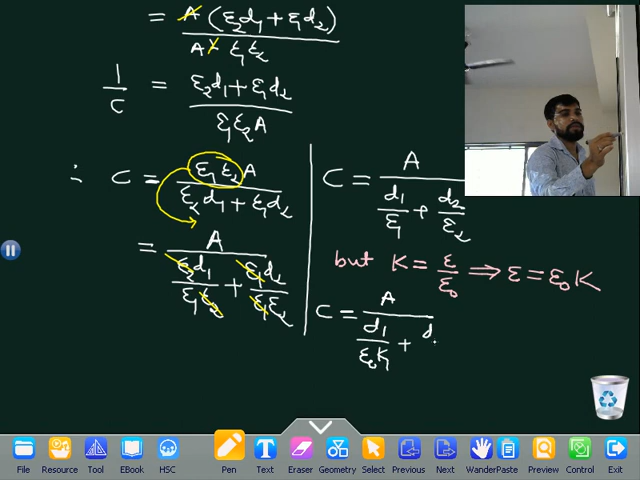 = A (ε₂d₁ + ε₁d₂)
A² ε₁ε₂
1/C = ε₂d₁ + ε₁d₂
ε₁ε₂A
∴ C = ε₁ε₂A
ε₂d₁ + ε₁d₂
= A
ε₂d₁/ε₁ε₂ + ε₁d₂/ε₁ε₂
C = A
d₁/ε₁ + d₂/ε₂
but K = ε/ε₀ ⟹ ε = ε₀K
C = A
d₁/ε₀K₁ + d
File Resource Tool EBook HSC Pen Text Eraser Geometry Select Previous Next WanderPaste Preview Control Exit